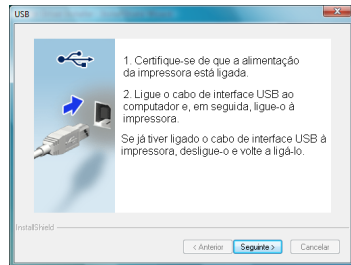 USB
1. Certifique-se de que a alimentação
da impressora está ligada.
2. Ligue o cabo de interface USB ao
computador e, em seguida, ligue-o à
impressora.
Se já tiver ligado o cabo de interface USB à
impressora, desligue-o e volte a ligá-lo.
InstallShield
< Anterior Seguinte > Cancelar